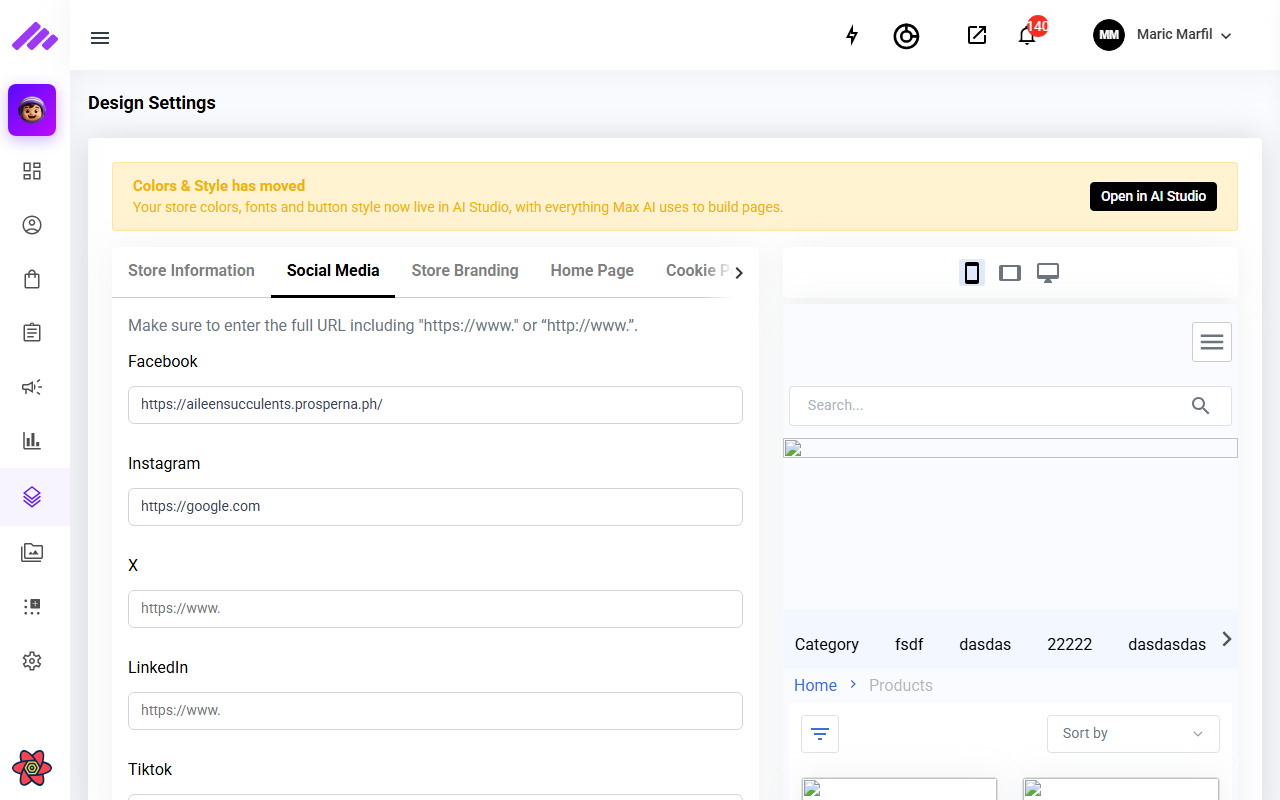 140
MM
Maric Marfil
Design Settings
Colors & Style has moved
Your store colors, fonts and button style now live in AI Studio, with everything Max AI uses to build pages.
Open in AI Studio
Store Information
Social Media
Store Branding
Home Page
Cookie P
Make sure to enter the full URL including "https://www." or “http://www.”.
Facebook
https://aileensucculents.prosperna.ph/
Instagram
https://google.com
X
https://www.
LinkedIn
https://www.
Tiktok
Search...
Category
fsdf
dasdas
22222
dasdasdas
Home
Products
Sort by